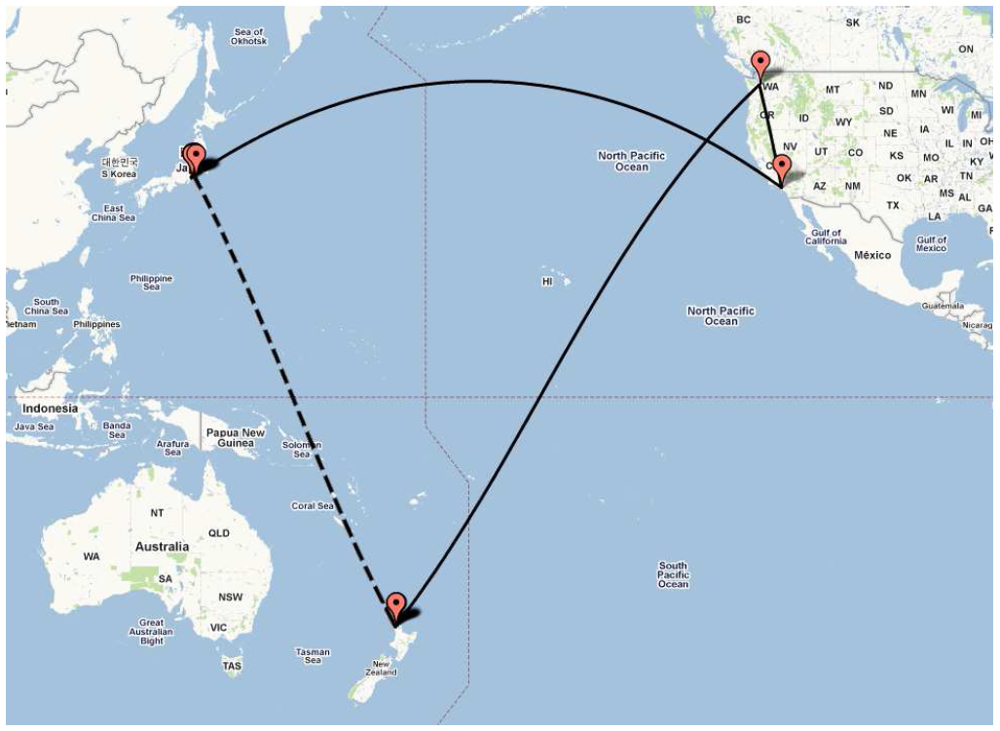 Sea of
Okhotsk
BC
SK
ON
WA
MT
ND
MN
OR
ID
SD
WI
MI
WY
NE
IA
IL
IN
OH
NV
UT
CO
KS
MO
KY
AZ
NM
OK
AR
TN
MS
AL
TX
LA
GA
대한민국
S Korea
East
China Sea
North Pacific
Ocean
Gulf of
California
México
Gulf of
Mexico
Philippine
Sea
HI
South
China Sea
Philippines
North Pacific
Ocean
Guatemala
Indonesia
Java Sea
Banda
Sea
Arafura
Sea
Papua New
Guinea
Solomon
Sea
Coral Sea
NT
QLD
Australia
WA
SA
NSW
VIC
TAS
Great
Australian
Bight
Tasman
Sea
New
Zealand
South
Pacific
Ocean